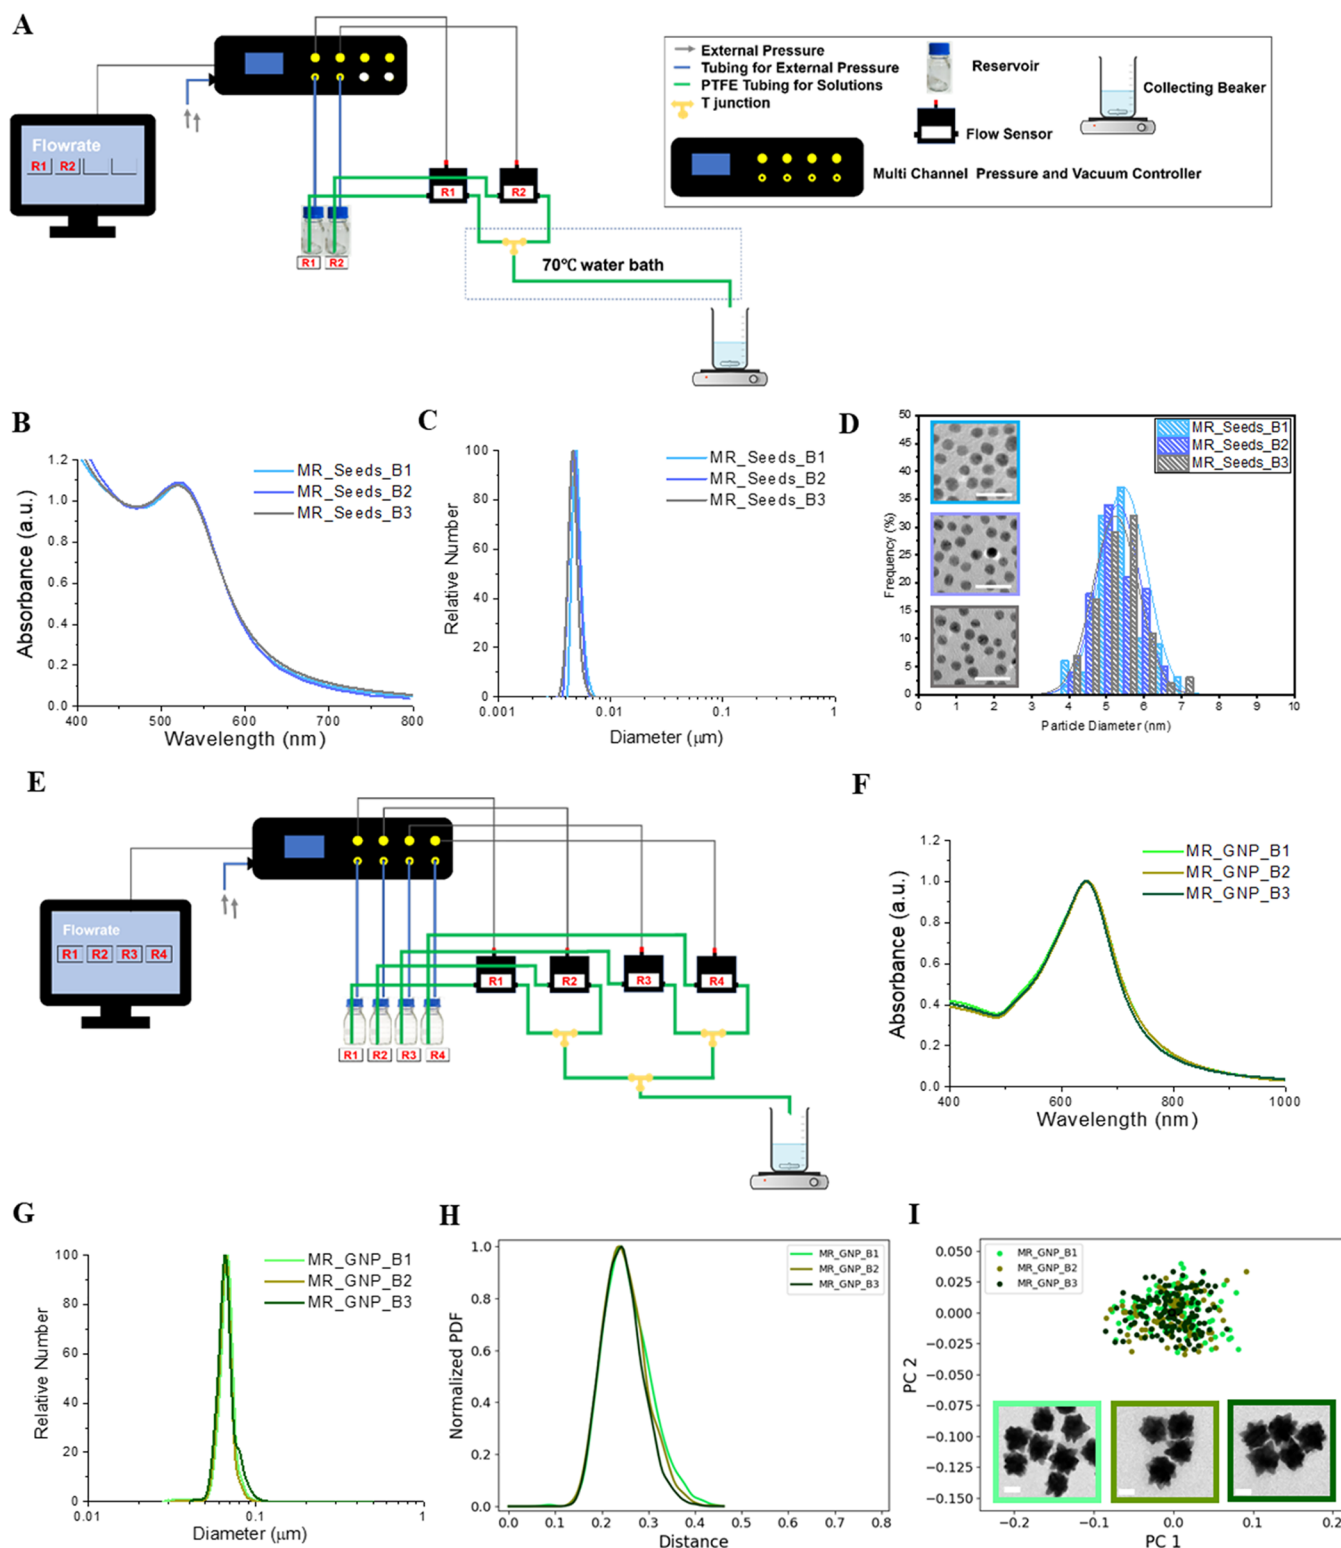 A
External Pressure
Tubing for External Pressure
PTFE Tubing for Solutions
T junction
Reservoir
Flow Sensor
Collecting Beaker
Multi Channel Pressure and Vacuum Controller
Flowrate
R1 R2
R1
R2
R1 R2
70℃ water bath
B
Absorbance (a.u.)
1.2
1.0
0.8
0.6
0.4
0.2
0.0
400 500 600 700 800
Wavelength (nm)
MR_Seeds_B1
MR_Seeds_B2
MR_Seeds_B3
C
Relative Number
100
80
60
40
20
0
0.001 0.01 0.1 1
Diameter (μm)
MR_Seeds_B1
MR_Seeds_B2
MR_Seeds_B3
D
Frequency (%)
50
45
40
35
30
25
20
15
10
5
0
0 1 2 3 4 5 6 7 8 9 10
Particle Diameter (nm)
MR_Seeds_B1
MR_Seeds_B2
MR_Seeds_B3
E
Flowrate
R1 R2 R3 R4
R1 R2 R3 R4
R1 R2 R3 R4
F
Absorbance (a.u.)
1.2
1.0
0.8
0.6
0.4
0.2
0.0
400 600 800 1000
Wavelength (nm)
MR_GNP_B1
MR_GNP_B2
MR_GNP_B3
G
Relative Number
100
80
60
40
20
0
0.01 0.1 1
Diameter (μm)
MR_GNP_B1
MR_GNP_B2
MR_GNP_B3
H
Normalized PDF
1.0
0.8
0.6
0.4
0.2
0.0
0.0 0.1 0.2 0.3 0.4 0.5 0.6 0.7 0.8
Distance
MR_GNP_B1
MR_GNP_B2
MR_GNP_B3
I
PC 2
0.050
0.025
0.000
−0.025
−0.050
−0.075
−0.100
−0.125
−0.150
−0.2 −0.1 0.0 0.1 0.2
PC 1
MR_GNP_B1
MR_GNP_B2
MR_GNP_B3